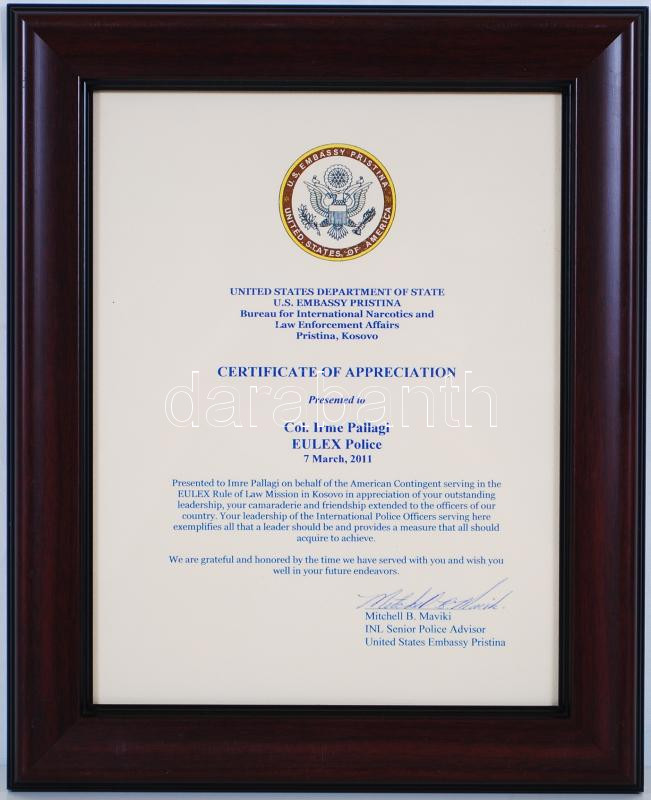 U.S. EMBASSY PRISTINA
UNITED STATES OF AMERICA
UNITED STATES DEPARTMENT OF STATE
U.S. EMBASSY PRISTINA
Bureau for International Narcotics and
Law Enforcement Affairs
Pristina, Kosovo
CERTIFICATE OF APPRECIATION
darabanth
Presented to
Col. Irme Pallagi
EULEX Police
7 March, 2011
Presented to Imre Pallagi on behalf of the American Contingent serving in the
EULEX Rule of Law Mission in Kosovo in appreciation of your outstanding
leadership, your camaraderie and friendship extended to the officers of our
country. Your leadership of the International Police Officers serving here
exemplifies all that a leader should be and provides a measure that all should
acquire to achieve.
We are grateful and honored by the time we have served with you and wish you
well in your future endeavors.
Mitchell B. Maviki
Mitchell B. Maviki
INL Senior Police Advisor
United States Embassy Pristina